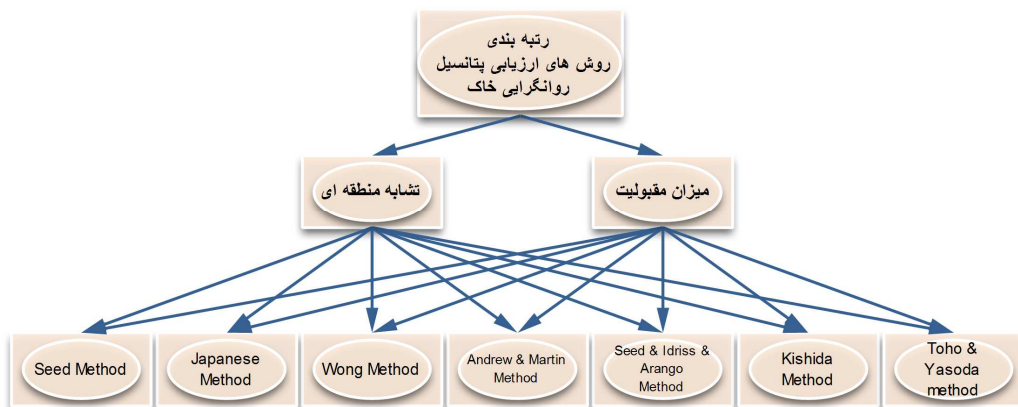 رتبه بندی
روش های ارزیابی پتانسیل
روانگرایی خاک
میزان مقبولیت
تشابه منطقه ای
Seed Method
Japanese
Method
Wong Method
Andrew & Martin
Method
Seed & Idriss &
Arango
Method
Kishida
Method
Toho &
Yasoda
method